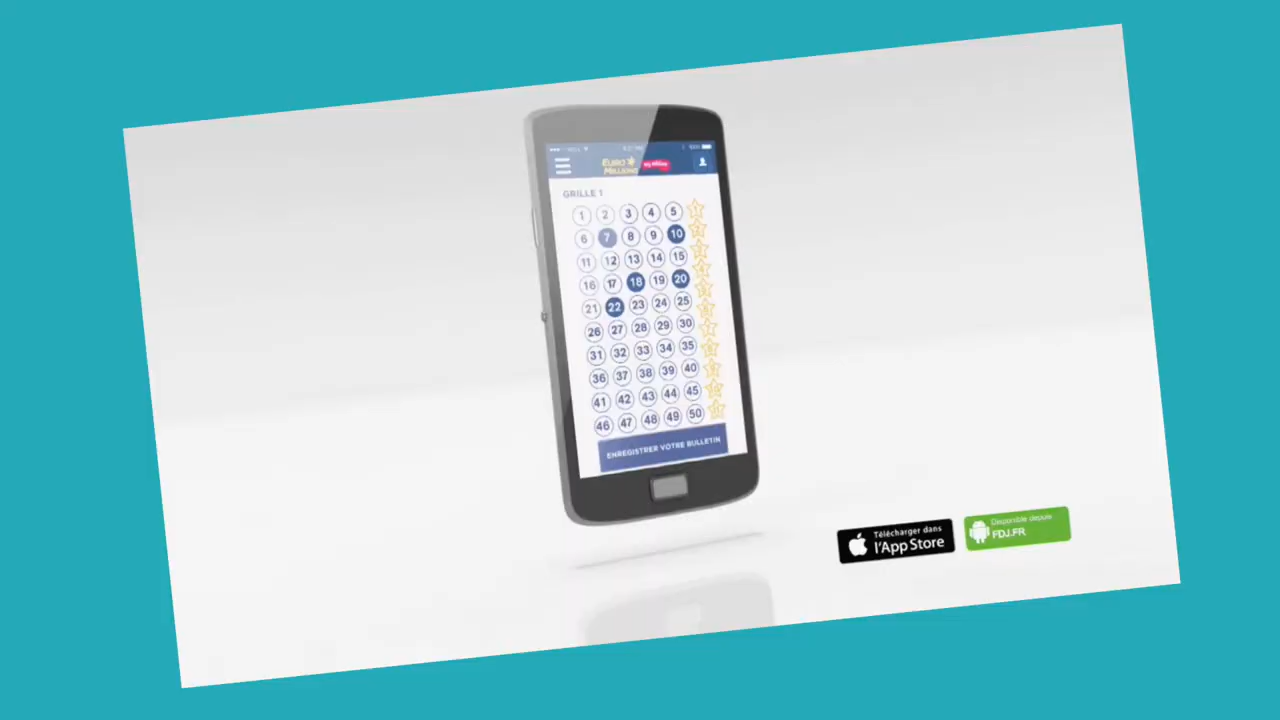 EURO
MILLIONS
GRILLE 1
1 2 3 4 5
6 7 8 9 10
11 12 13 14 15
16 17 18 19 20
21 22 23 24 25
26 27 28 29 30
31 32 33 34 35
36 37 38 39 40
41 42 43 44 45
46 47 48 49 50
ENREGISTRER VOTRE BULLETIN
Télécharger dans
l'App Store
Disponible depuis
FDJ.FR